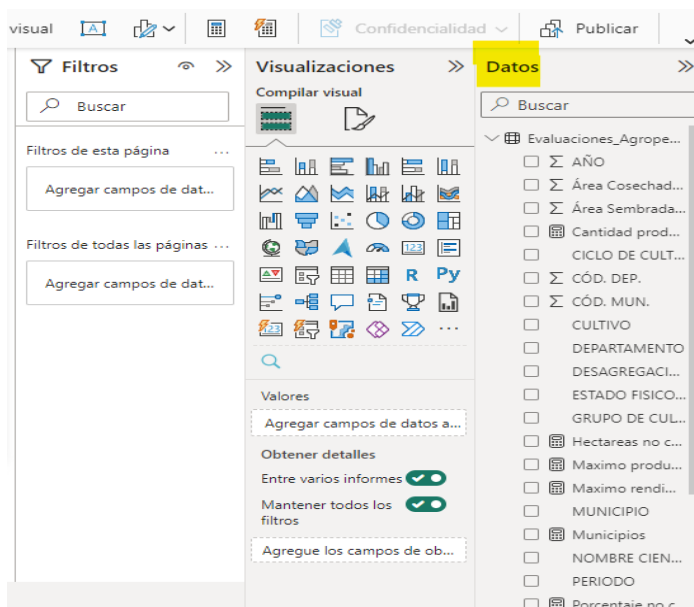 visual Confidencialidad Publicar
Filtros
Buscar
Filtros de esta página ...
Agregar campos de dat...
Filtros de todas las páginas ...
Agregar campos de dat...
Visualizaciones
Compilar visual
123
R Py
123
...
Valores
Agregar campos de datos a...
Obtener detalles
Entre varios informes
Mantener todos los
filtros
Agregue los campos de ob...
Datos
Buscar
Evaluaciones_Agrope...
Σ AÑO
Σ Área Cosechad...
Σ Área Sembrada...
Cantidad prod...
CICLO DE CULT...
Σ CÓD. DEP.
Σ CÓD. MUN.
CULTIVO
DEPARTAMENTO
DESAGREGACI...
ESTADO FISICO...
GRUPO DE CUL...
Hectareas no c...
Maximo produ...
Maximo rendi...
MUNICIPIO
Municipios
NOMBRE CIEN...
PERIODO
Porcentaje no c...